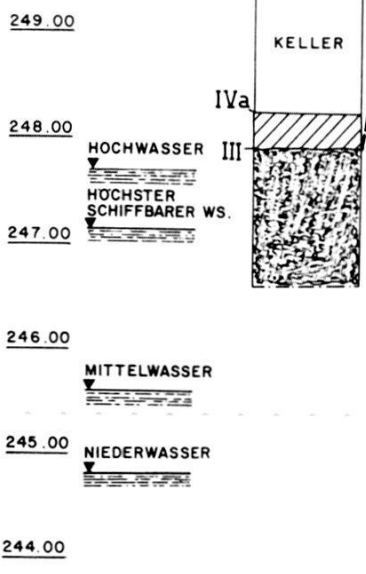 249.00
KELLER
IVa
248.00
HOCHWASSER
III
HÖCHSTER
SCHIFFBARER WS.
247.00
246.00
MITTELWASSER
245.00
NIEDERWASSER
244.00